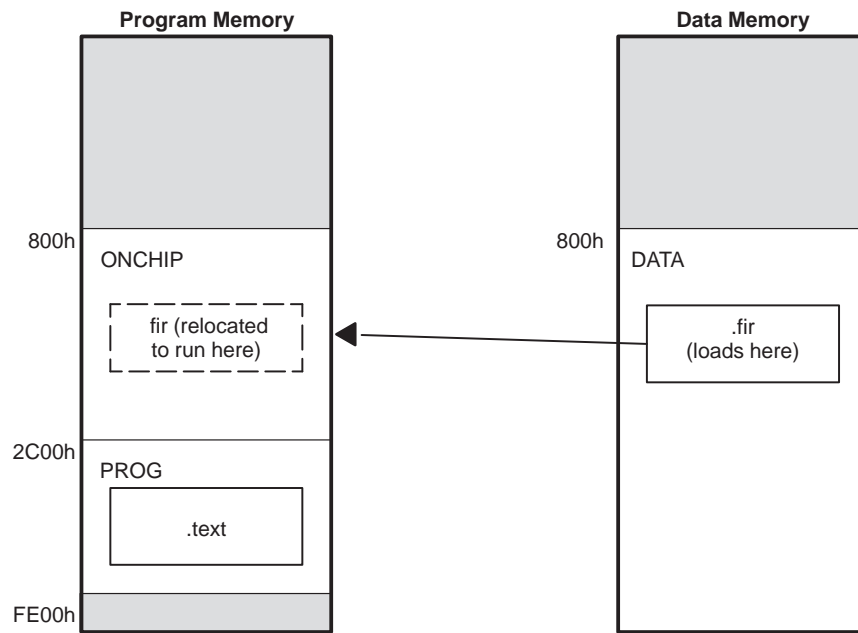 Program Memory
Data Memory
800h
ONCHIP
fir (relocated
to run here)
2C00h
PROG
.text
FE00h
800h
DATA
.fir
(loads here)